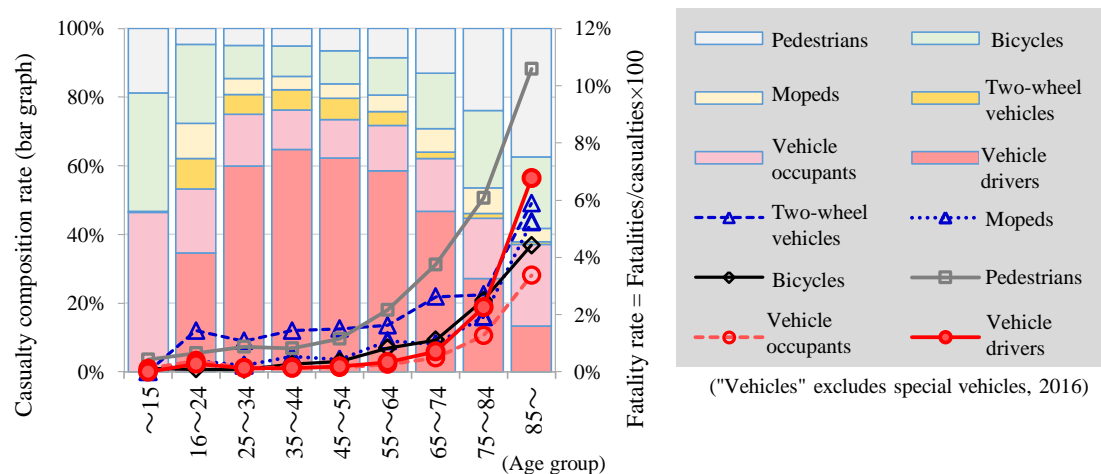 Casualty composition rate (bar graph)
100%
80%
60%
40%
20%
0%
12%
10%
8%
6%
4%
2%
0%
Fatality rate = Fatalities/casualties×100
～15
16～24
25～34
35～44
45～54
55～64
65～74
75～84
85～
(Age group)
Pedestrians
Bicycles
Mopeds
Two-wheel
vehicles
Vehicle
occupants
Vehicle
drivers
Two-wheel
vehicles
Mopeds
Bicycles
Pedestrians
Vehicle
occupants
Vehicle
drivers
("Vehicles" excludes special vehicles, 2016)